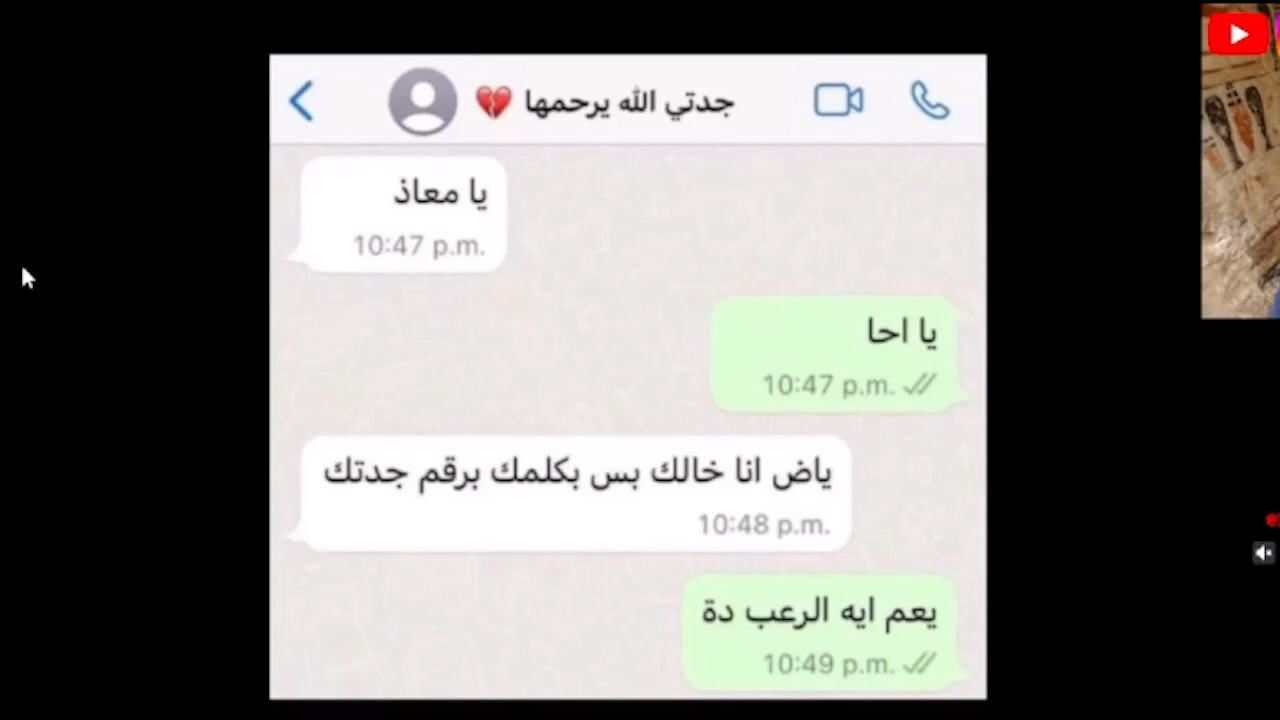 جدتي الله يرحمها 💔
يا معاذ
10:47 p.m.
يا احا
10:47 p.m.
ياض انا خالك بس بكلمك برقم جدتك
10:48 p.m.
يعم ايه الرعب دة
10:49 p.m.